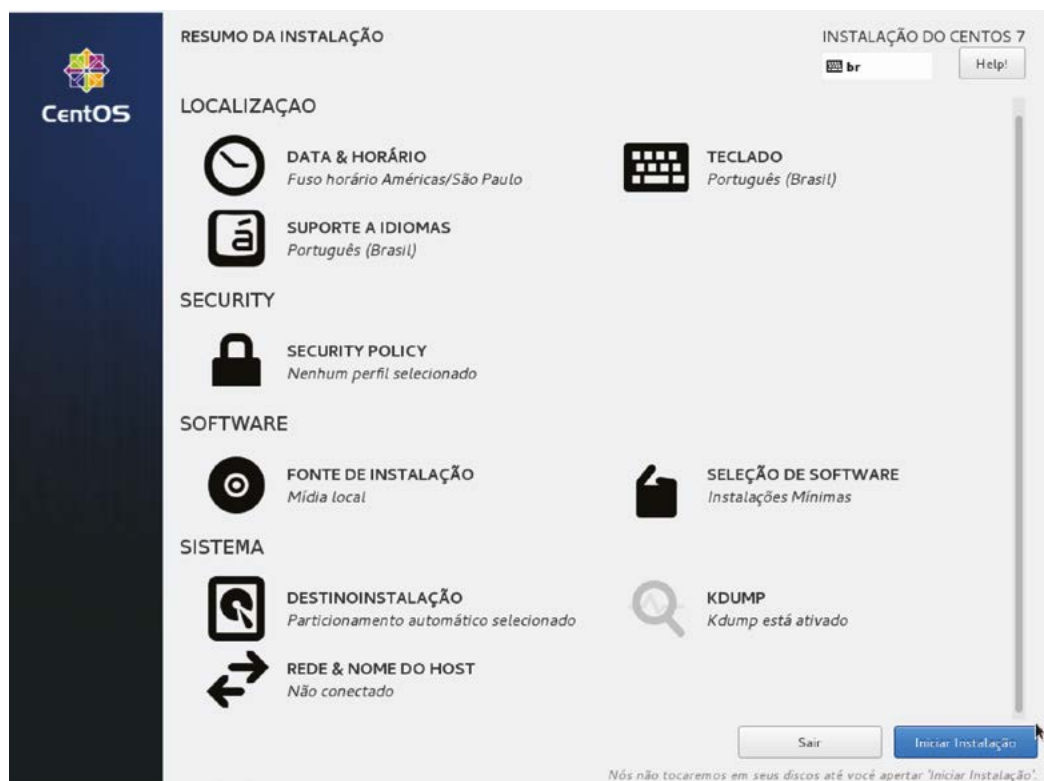 RESUMO DA INSTALAÇÃO
INSTALAÇÃO DO CENTOS 7
br
Help!
CentOS
LOCALIZAÇAO
DATA & HORÁRIO
Fuso horário Américas/São Paulo
TECLADO
Português (Brasil)
á
SUPORTE A IDIOMAS
Português (Brasil)
SECURITY
SECURITY POLICY
Nenhum perfil selecionado
SOFTWARE
FONTE DE INSTALAÇÃO
Mídia local
SELEÇÃO DE SOFTWARE
Instalações Mínimas
SISTEMA
DESTINOINSTALAÇÃO
Particionamento automático selecionado
KDUMP
Kdump está ativado
REDE & NOME DO HOST
Não conectado
Sair
Iniciar Instalação
Nós não tocaremos em seus discos até você apertar 'Iniciar Instalação'.